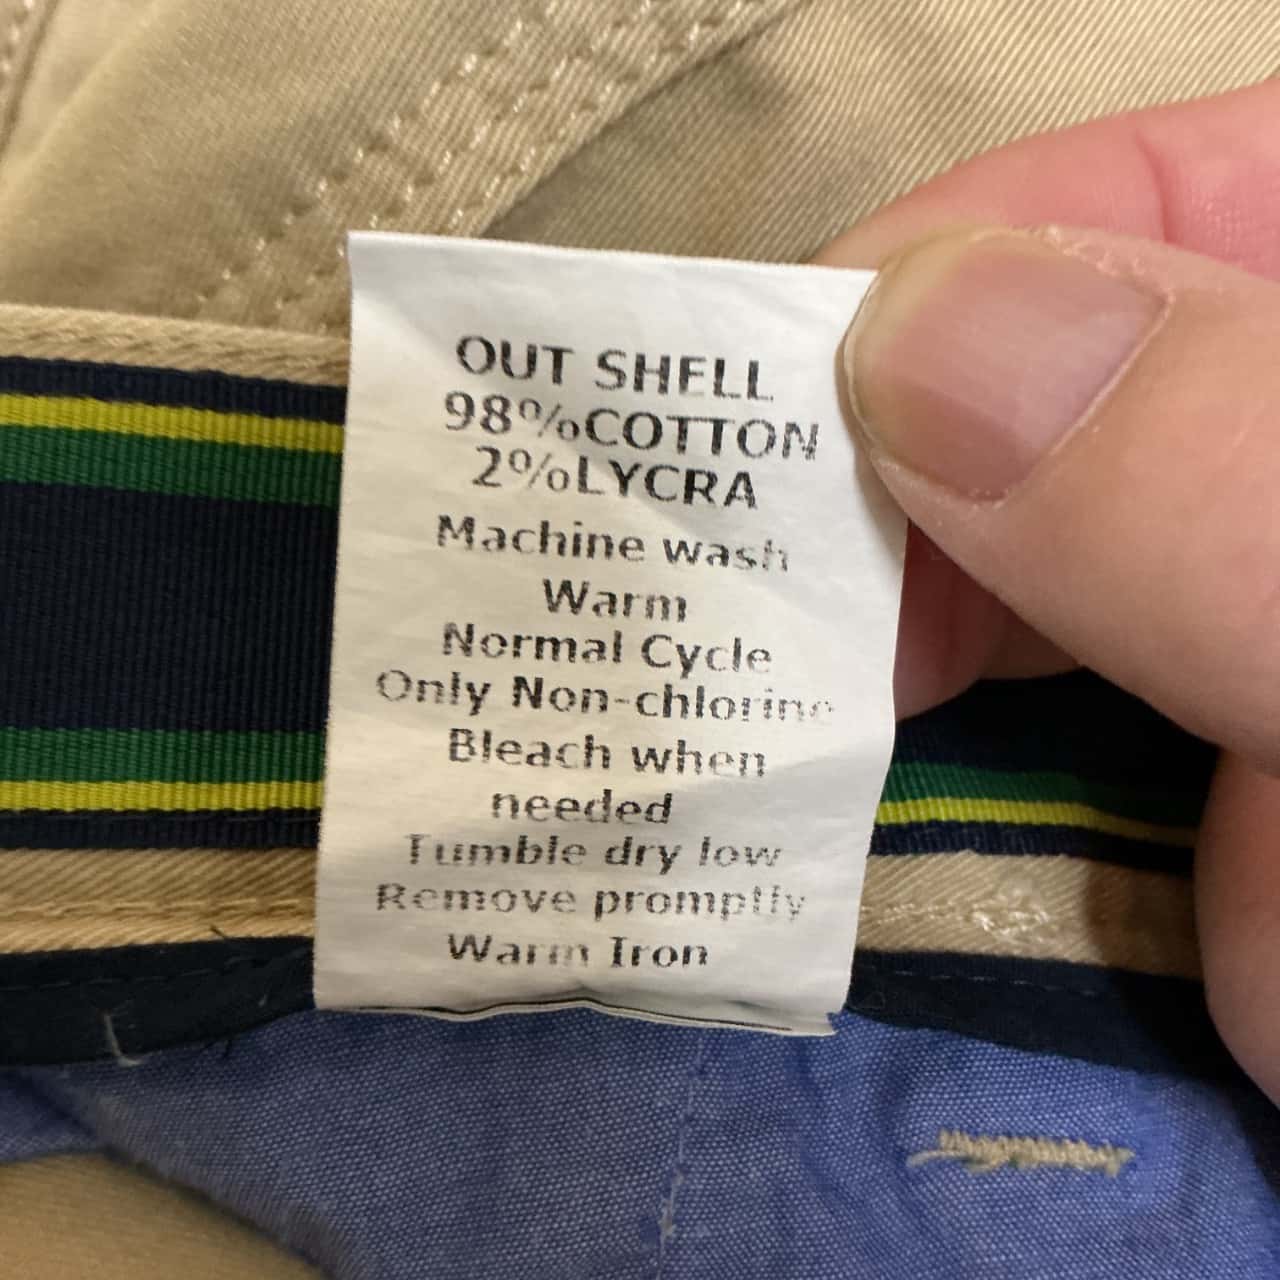 OUT SHELL
98%COTTON
2%LYCRA
Machine wash
Warm
Normal Cycle
Only Non-chlorine
Bleach when
needed
Tumble dry low
Remove promptly
Warm Iron